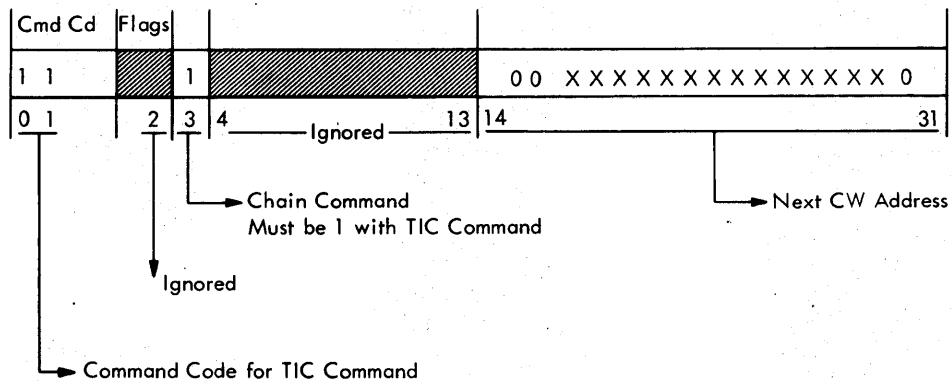 Cmd Cd Flags
1 1 1 0 0 X X X X X X X X X X X X X X X 0
0 1 2 3 4 Ignored 13 14 31
Chain Command Next CW Address
Must be 1 with TIC Command
Ignored
Command Code for TIC Command